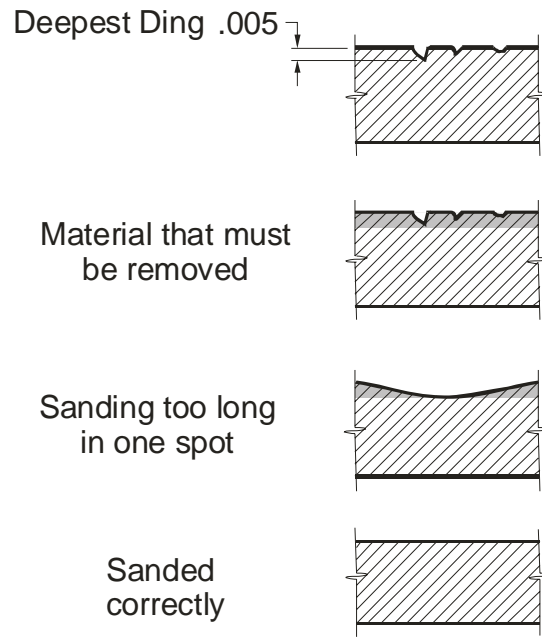 Deepest Ding .005
Material that must
be removed
Sanding too long
in one spot
Sanded
correctly